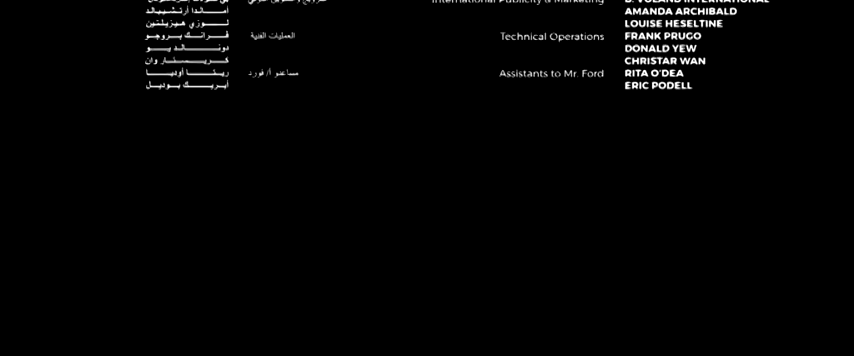 International Publicity & Marketing B. VOLAND INTERNATIONAL
أماندا أرتشيبالد AMANDA ARCHIBALD
لوزي هيزيلتين LOUISE HESELTINE
فرانك بروجو العمليات الفنية Technical Operations FRANK PRUGO
دونالد يو DONALD YEW
كريستار وان CHRISTAR WAN
ريتا أوديا مساعدو أ/ فورد Assistants to Mr. Ford RITA O'DEA
أيريك بوديل ERIC PODELL